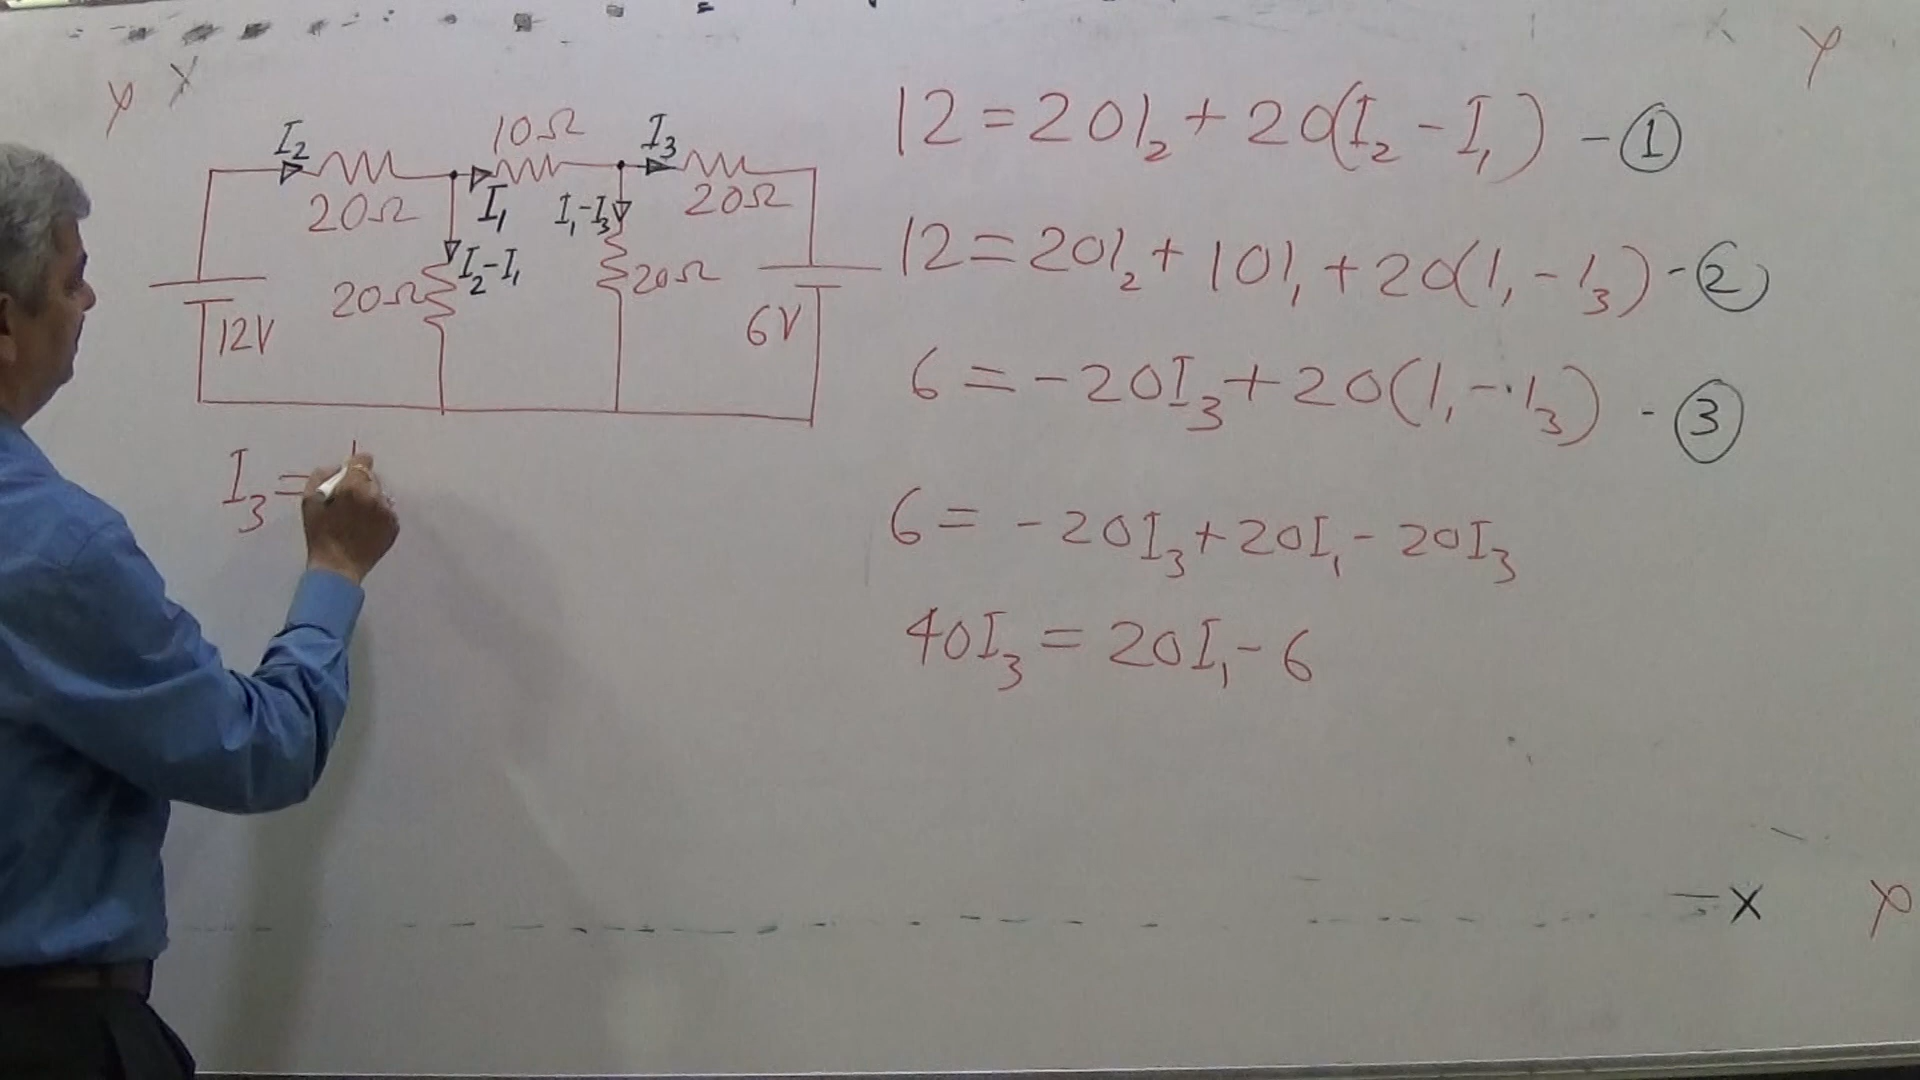 Y X
Y
I₂ 10Ω I₃
20Ω I₁ I₁-I₃ 20Ω
20Ω I₂-I₁ 20Ω
12V 6V
I₃ =
12 = 20I₂ + 20(I₂ - I₁) - ①
12 = 20I₂ + 10I₁ + 20(I₁ - I₃) - ②
6 = -20I₃ + 20(I₁ - I₃) - ③
6 = -20I₃ + 20I₁ - 20I₃
40I₃ = 20I₁ - 6
X Y